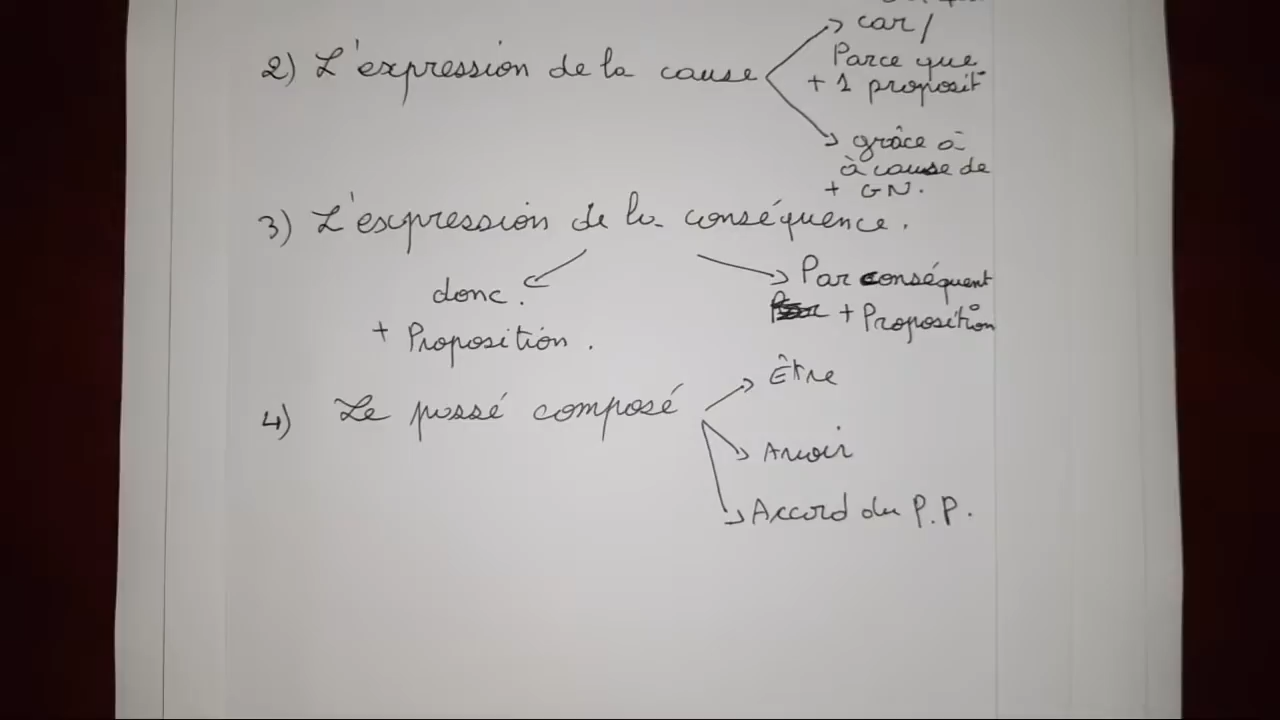 car /
2) L'expression de la cause
Parce que
+ 1 proposit
grâce à
à cause de
+ GN.
3) L'expression de la conséquence.
donc.
+ Proposition.
Par conséquent
+ Proposition
4) Le passé composé
Être
Avoir
Accord du P.P.